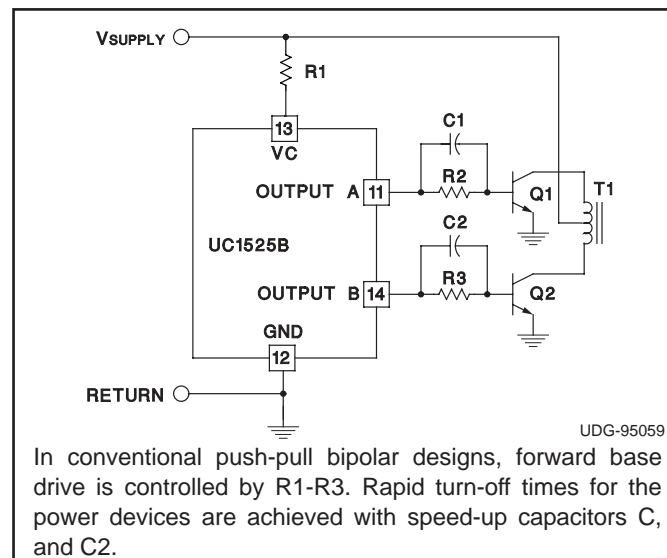 VSUPPLY
R1
13
VC
C1
OUTPUT A 11
R2
Q1
T1
UC1525B
C2
OUTPUT B 14
R3
Q2
GND
12
RETURN
UDG-95059
In conventional push-pull bipolar designs, forward base
drive is controlled by R1-R3. Rapid turn-off times for the
power devices are achieved with speed-up capacitors C,
and C2.